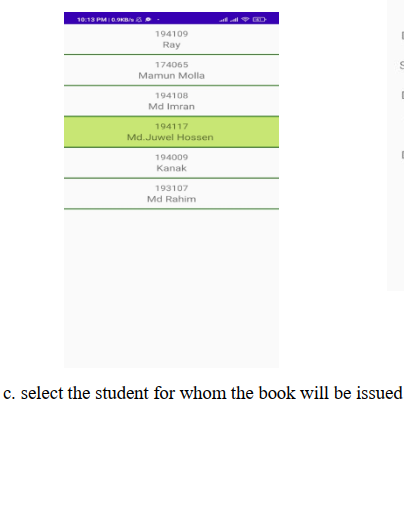 10:13 PM | 0.9KB/s
194109
Ray
174065
Mamun Molla
194108
Md Imran
194117
Md.Juwel Hossen
194009
Kanak
193107
Md Rahim
c. select the student for whom the book will be issued